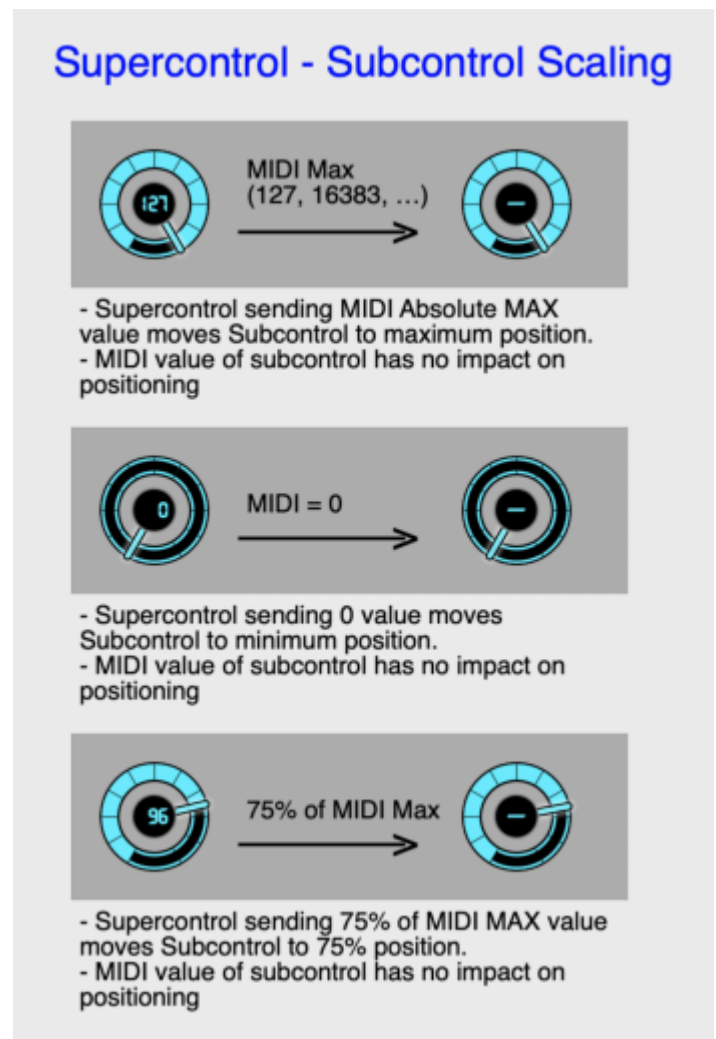 Supercontrol - Subcontrol Scaling
MIDI Max
(127, 16383, …)
127
–
- Supercontrol sending MIDI Absolute MAX
value moves Subcontrol to maximum position.
- MIDI value of subcontrol has no impact on
positioning
0
MIDI = 0
–
- Supercontrol sending 0 value moves
Subcontrol to minimum position.
- MIDI value of subcontrol has no impact on
positioning
96
75% of MIDI Max
–
- Supercontrol sending 75% of MIDI MAX value
moves Subcontrol to 75% position.
- MIDI value of subcontrol has no impact on
positioning